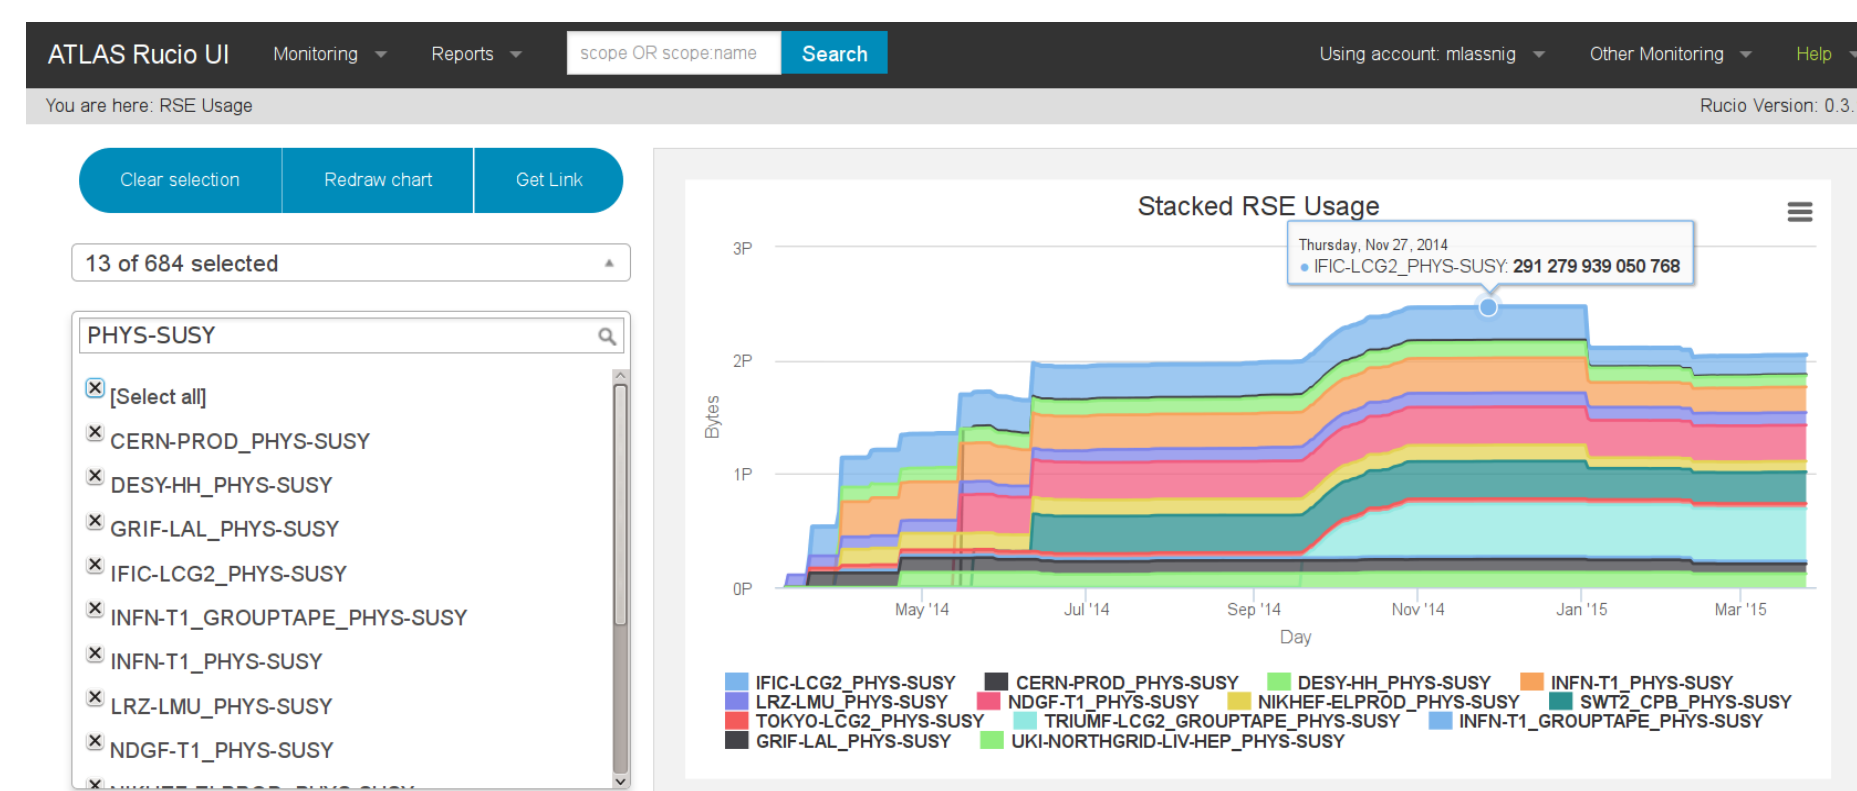 ATLAS Rucio UI Monitoring Reports scope OR scope:name Search Using account: mlassnig Other Monitoring Help
You are here: RSE Usage Rucio Version: 0.3.
Clear selection Redraw chart Get Link
13 of 684 selected
PHYS-SUSY
[Select all]
CERN-PROD_PHYS-SUSY
DESY-HH_PHYS-SUSY
GRIF-LAL_PHYS-SUSY
IFIC-LCG2_PHYS-SUSY
INFN-T1_GROUPTAPE_PHYS-SUSY
INFN-T1_PHYS-SUSY
LRZ-LMU_PHYS-SUSY
NDGF-T1_PHYS-SUSY
Stacked RSE Usage
Thursday, Nov 27, 2014
IFIC-LCG2_PHYS-SUSY: 291 279 939 050 768
3P
2P
1P
0P
Bytes
May '14 Jul '14 Sep '14 Nov '14 Jan '15 Mar '15
Day
IFIC-LCG2_PHYS-SUSY CERN-PROD_PHYS-SUSY DESY-HH_PHYS-SUSY INFN-T1_PHYS-SUSY
LRZ-LMU_PHYS-SUSY NDGF-T1_PHYS-SUSY NIKHEF-ELPROD_PHYS-SUSY SWT2_CPB_PHYS-SUSY
TOKYO-LCG2_PHYS-SUSY TRIUMF-LCG2_GROUPTAPE_PHYS-SUSY INFN-T1_GROUPTAPE_PHYS-SUSY
GRIF-LAL_PHYS-SUSY UKI-NORTHGRID-LIV-HEP_PHYS-SUSY